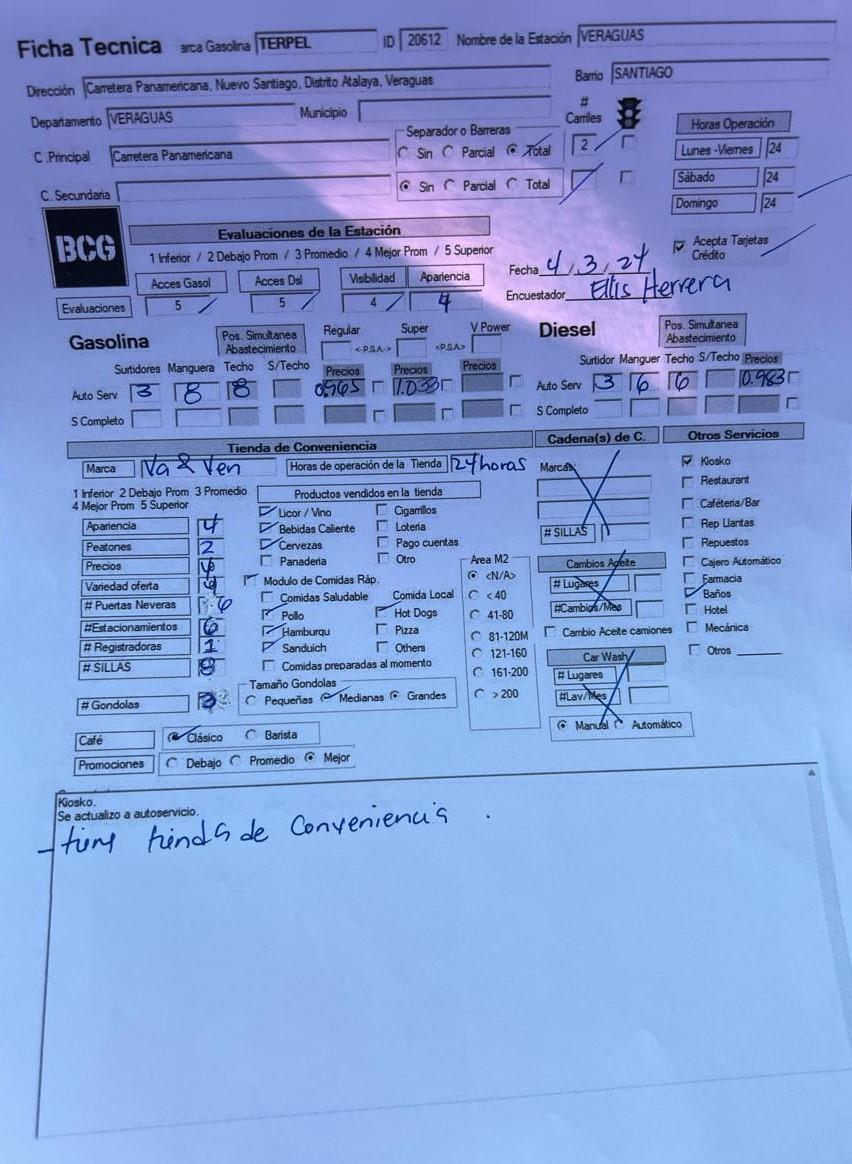 Ficha Tecnica arca Gasolina TERPEL ID 20612 Nombre de la Estación VERAGUAS
Dirección Carretera Panamericana, Nuevo Santiago, Distrito Atalaya, Veraguas Barrio SANTIAGO
Departamento VERAGUAS Municipio # Carriles Horas Operación
Separador o Barreras
C .Principal Carretera Panamericana Sin Parcial Total 2 Lunes -Viernes 24
Sábado 24
C. Secundaria Sin Parcial Total Domingo 24
BCG Evaluaciones de la Estación
1 Inferior / 2 Debajo Prom / 3 Promedio / 4 Mejor Prom / 5 Superior
Acepta Tarjetas Crédito
Acces Gasol Acces Dsl Visibilidad Apariencia Fecha 4, 3, 24
Evaluaciones 5 5 4 4 Encuestador Ellis Herrera
Gasolina Pos. Simultanea Abastecimiento Regular <-P.S.A.-> Super <-P.S.A.> V Power Diesel Pos. Simultanea Abastecimiento
Surtidores Manguera Techo S/Techo Precios Precios Precios Surtidor Manguer Techo S/Techo Precios
Auto Serv 3 8 8 0.965 1.033 Auto Serv 3 6 6 0.983
S Completo S Completo
Tienda de Conveniencia Cadena(s) de C. Otros Servicios
Marca Va & Ven Horas de operación de la Tienda 24 horas Marcas:
# SILLAS
1 Inferior 2 Debajo Prom 3 Promedio
4 Mejor Prom 5 Superior
Apariencia 4
Peatones 2
Precios
Variedad oferta
# Puertas Neveras 6
#Estacionamientos 6
# Registradoras 1
# SILLAS 8
# Gondolas
Productos vendidos en la tienda
Licor / Vino Cigarrillos
Bebidas Caliente Loteria
Cervezas Pago cuentas
Panaderia Otro
Modulo de Comidas Ráp.
Comidas Saludable Comida Local
Pollo Hot Dogs
Hamburqu Pizza
Sanduich Others
Comidas preparadas al momento
Tamaño Gondolas
Pequeñas Medianas Grandes
Area M2
<N/A>
< 40
41-80
81-120M
121-160
161-200
> 200
Cambios Aceite
# Lugares
#Cambios/Mes
Cambio Aceite camiones
Car Wash
# Lugares
#Lav/Mes
Manual Automático
Kiosko
Restaurant
Caféteria/Bar
Rep Llantas
Repuestos
Cajero Automático
Farmacia
Baños
Hotel
Mecánica
Otros
Café Clásico Barista
Promociones Debajo Promedio Mejor
Kiosko.
Se actualizo a autoservicio.
- tiene tienda de Conveniencia .